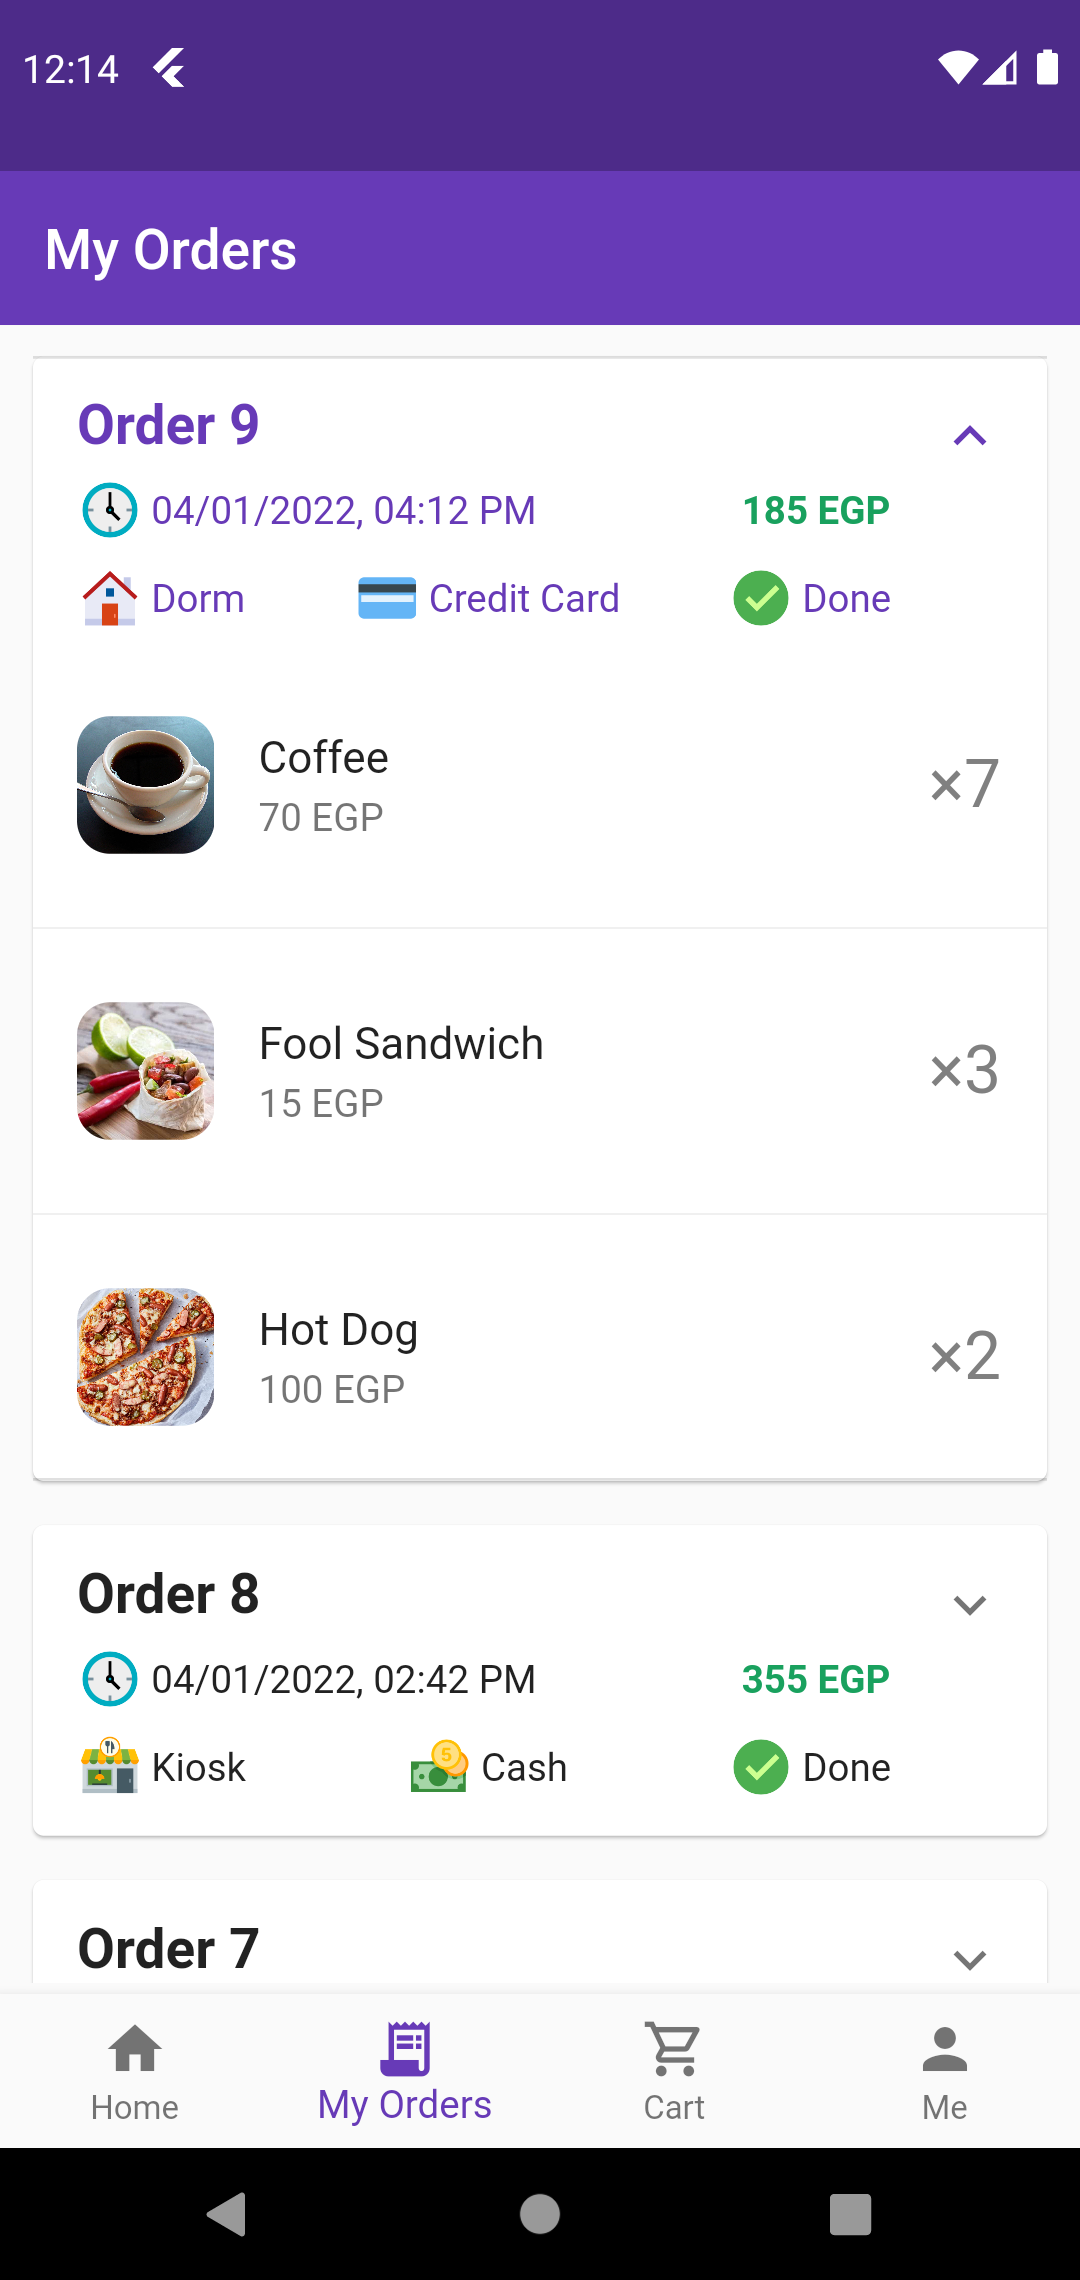 12:14
My Orders
Order 9
04/01/2022, 04:12 PM 185 EGP
Dorm Credit Card Done
Coffee
70 EGP
×7
Fool Sandwich
15 EGP
×3
Hot Dog
100 EGP
×2
Order 8
04/01/2022, 02:42 PM 355 EGP
Kiosk 5 Cash Done
Order 7
Home My Orders Cart Me